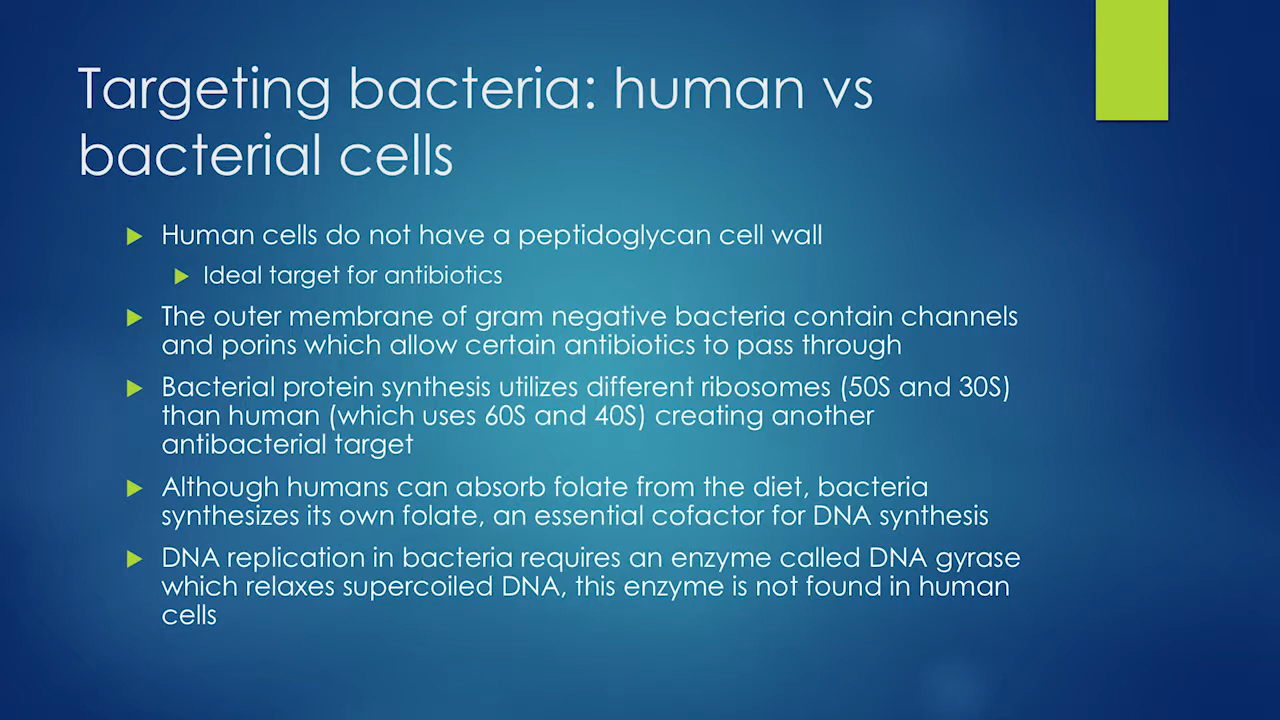 Targeting bacteria: human vs
bacterial cells
Human cells do not have a peptidoglycan cell wall
Ideal target for antibiotics
The outer membrane of gram negative bacteria contain channels
and porins which allow certain antibiotics to pass through
Bacterial protein synthesis utilizes different ribosomes (50S and 30S)
than human (which uses 60S and 40S) creating another
antibacterial target
Although humans can absorb folate from the diet, bacteria
synthesizes its own folate, an essential cofactor for DNA synthesis
DNA replication in bacteria requires an enzyme called DNA gyrase
which relaxes supercoiled DNA, this enzyme is not found in human
cells